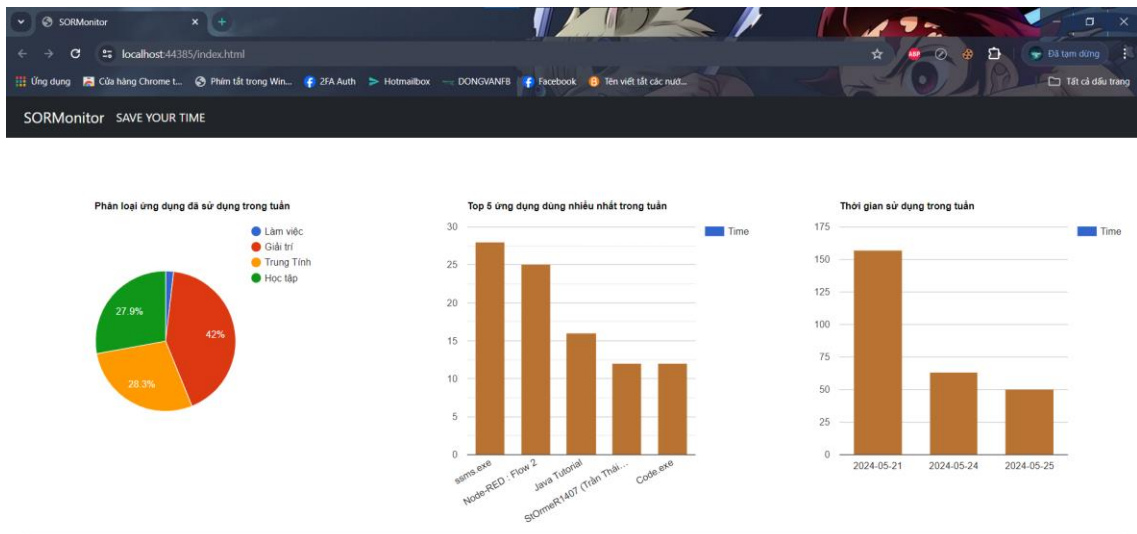 SORMonitor
localhost:44385/index.html
ABP
Đã tạm dừng
Ứng dụng Cửa hàng Chrome t... Phím tắt trong Win... 2FA Auth Hotmailbox DONGVANFB Facebook Tên viết tắt các nướ... Tất cả dấu trang
SORMonitor SAVE YOUR TIME
Phân loại ứng dụng đã sử dụng trong tuần
Làm việc
Giải trí
Trung Tính
Học tập
27.9%
42%
28.3%
Top 5 ứng dụng dùng nhiều nhất trong tuần
Time
30
25
20
15
10
5
0
ssms.exe
Node-RED : Flow 2
Java Tutorial
StOrmeR1407 (Trần Thái...
Code.exe
Thời gian sử dụng trong tuần
Time
175
150
125
100
75
50
25
0
2024-05-21 2024-05-24 2024-05-25